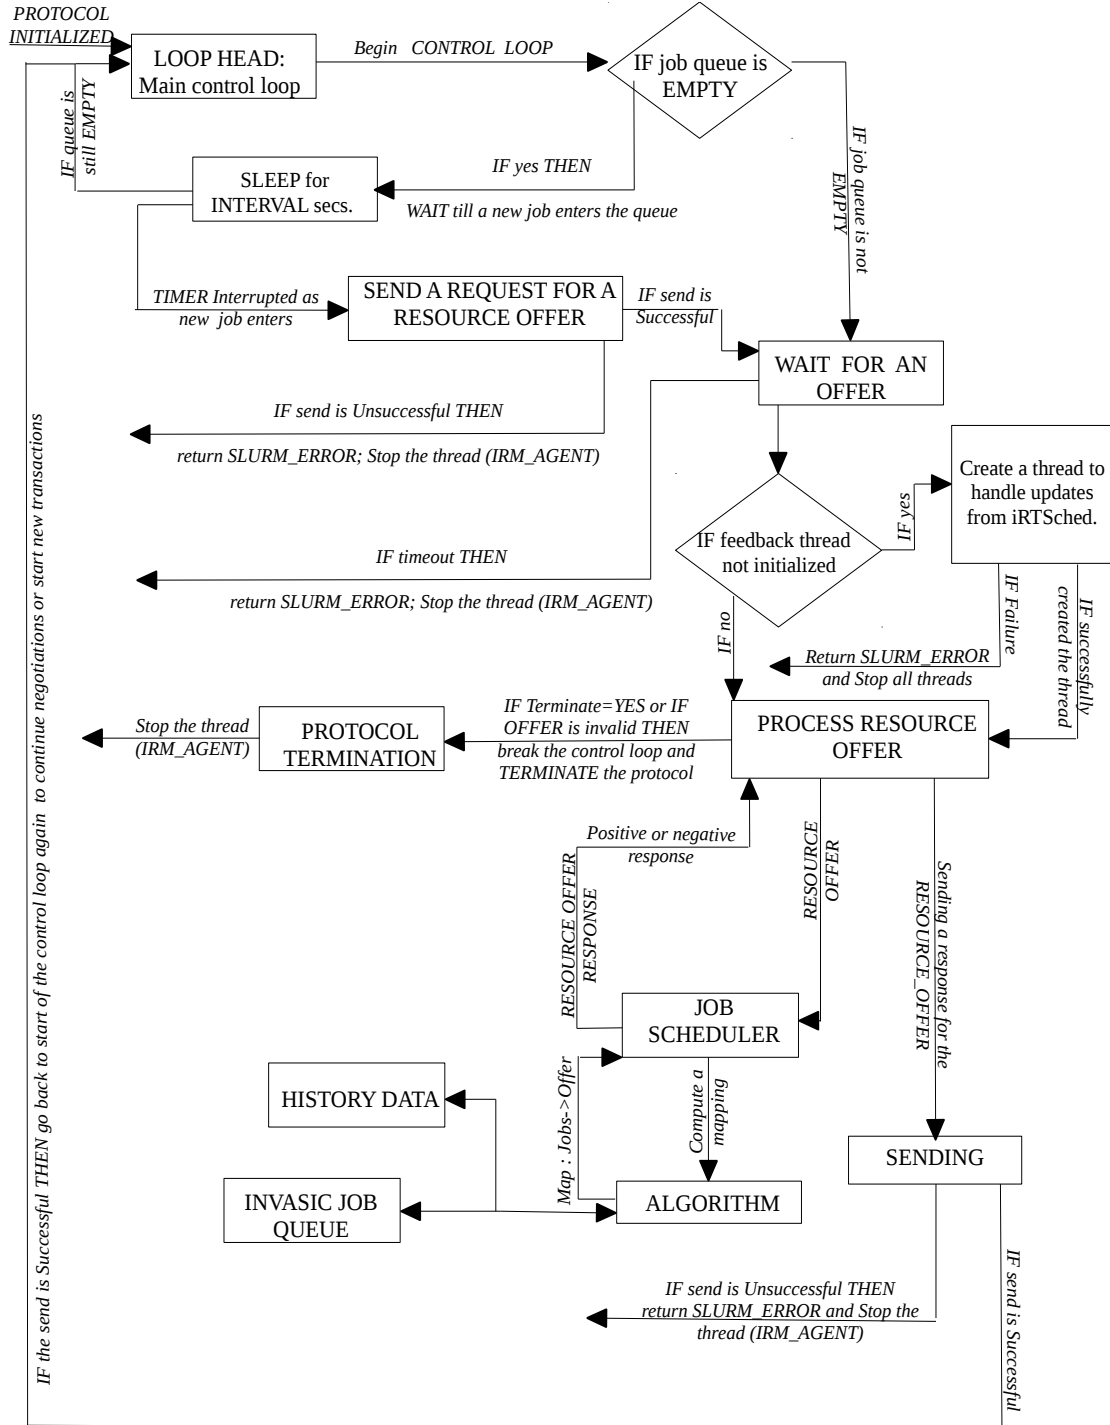 PROTOCOL
INITIALIZED
LOOP HEAD:
Main control loop
Begin CONTROL LOOP
IF job queue is
EMPTY
IF queue is
still EMPTY
IF yes THEN
WAIT till a new job enters the queue
SLEEP for
INTERVAL secs.
IF job queue is not
EMPTY
TIMER Interrupted as
new job enters
SEND A REQUEST FOR A
RESOURCE OFFER
IF send is
Successful
WAIT FOR AN
OFFER
IF send is Unsuccessful THEN
return SLURM_ERROR; Stop the thread (IRM_AGENT)
IF timeout THEN
return SLURM_ERROR; Stop the thread (IRM_AGENT)
IF feedback thread
not initialized
IF yes
Create a thread to
handle updates
from iRTSched.
IF no
IF Failure
Return SLURM_ERROR
and Stop all threads
IF successfully
created the thread
PROCESS RESOURCE
OFFER
IF Terminate=YES or IF
OFFER is invalid THEN
break the control loop and
TERMINATE the protocol
PROTOCOL
TERMINATION
Stop the thread
(IRM_AGENT)
Positive or negative
response
RESOURCE OFFER
RESPONSE
RESOURCE
OFFER
Sending a response for the
RESOURCE_OFFER
JOB
SCHEDULER
Map : Jobs->Offer
Compute a
mapping
HISTORY DATA
INVASIC JOB
QUEUE
ALGORITHM
SENDING
IF send is Unsuccessful THEN
return SLURM_ERROR and Stop the
thread (IRM_AGENT)
IF send is Successful
IF the send is Successful THEN go back to start of the control loop again to continue negotiations or start new transactions